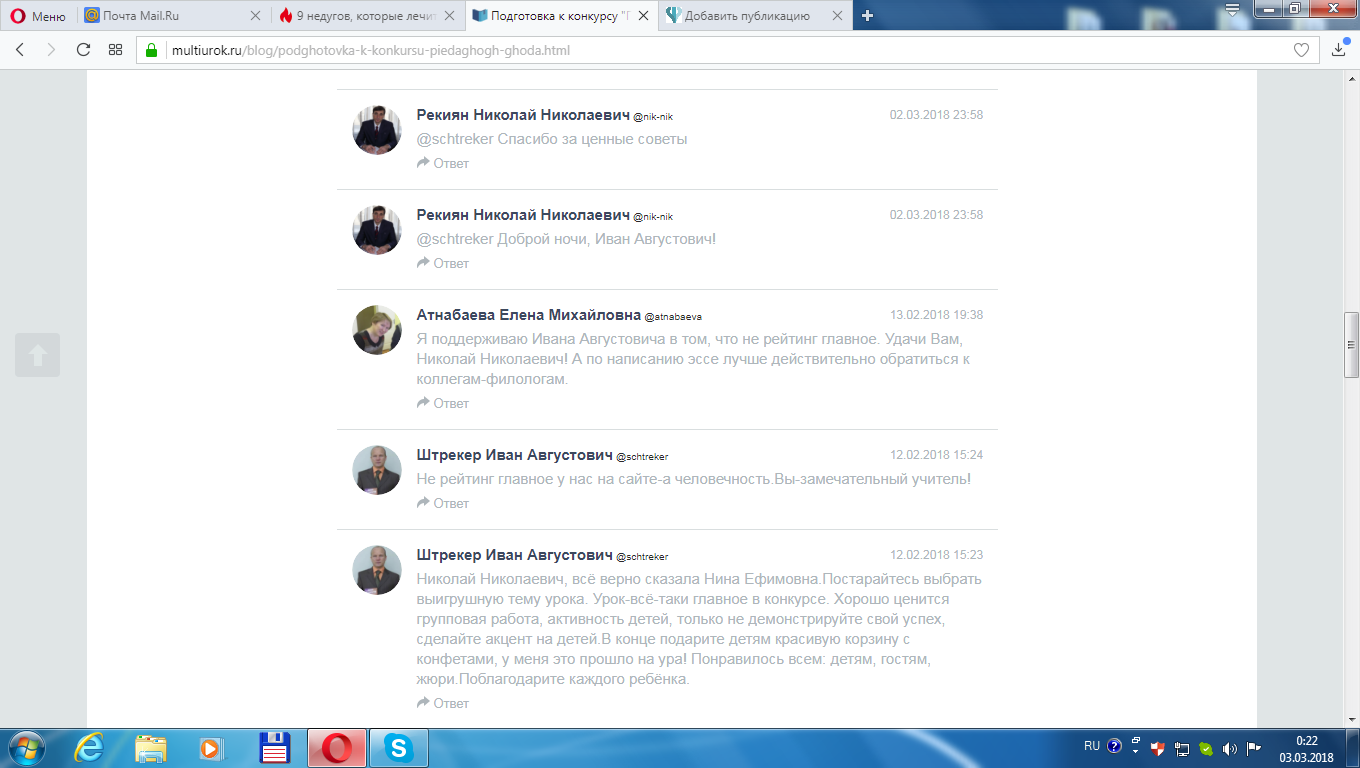 Меню
Почта Mail.Ru
9 недугов, которые лечит
Подготовка к конкурсу "Г
Добавить публикацию
multiurok.ru/blog/podghotovka-k-konkursu-piedaghogh-ghoda.html
Рекиян Николай Николаевич @nik-nik 02.03.2018 23:58
@schtreker Спасибо за ценные советы
Ответ
Рекиян Николай Николаевич @nik-nik 02.03.2018 23:58
@schtreker Доброй ночи, Иван Августович!
Ответ
Атнабаева Елена Михайловна @atnabaeva 13.02.2018 19:38
Я поддерживаю Ивана Августовича в том, что не рейтинг главное. Удачи Вам,
Николай Николаевич! А по написанию эссе лучше действительно обратиться к
коллегам-филологам.
Ответ
Штрекер Иван Августович @schtreker 12.02.2018 15:24
Не рейтинг главное у нас на сайте-а человечность.Вы-замечательный учитель!
Ответ
Штрекер Иван Августович @schtreker 12.02.2018 15:23
Николай Николаевич, всё верно сказала Нина Ефимовна.Постарайтесь выбрать
выигрушную тему урока. Урок-всё-таки главное в конкурсе. Хорошо ценится
групповая работа, активность детей, только не демонстрируйте свой успех,
сделайте акцент на детей.В конце подарите детям красивую корзину с
конфетами, у меня это прошло на ура! Понравилось всем: детям, гостям,
жюри.Поблагодарите каждого ребёнка.
Ответ
RU
0:22
03.03.2018